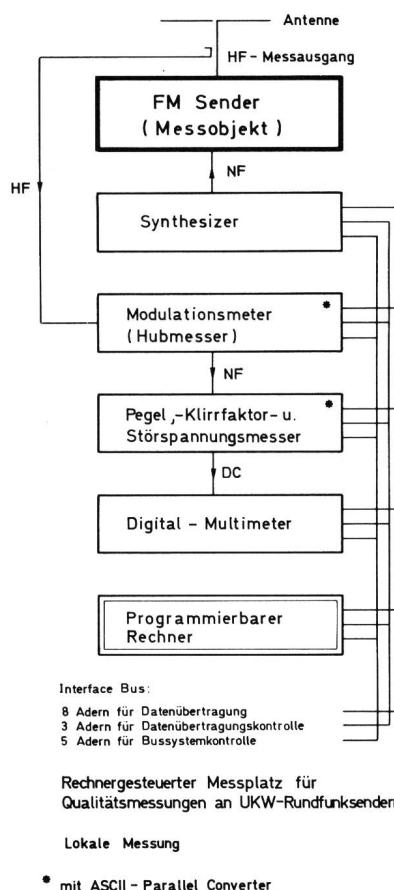 Antenne
HF - Messausgang
FM Sender
( Messobjekt )
HF
NF
Synthesizer
Modulationsmeter *
( Hubmesser )
NF
Pegel,-Klirrfaktor- u. *
Störspannungsmesser
DC
Digital - Multimeter
Programmierbarer
Rechner
Interface Bus:
8 Adern für Datenübertragung
3 Adern für Datenübertragungskontrolle
5 Adern für Bussystemkontrolle
Rechnergesteuerter Messplatz für
Qualitätsmessungen an UKW-Rundfunksendern
Lokale Messung
* mit ASCII - Parallel Converter